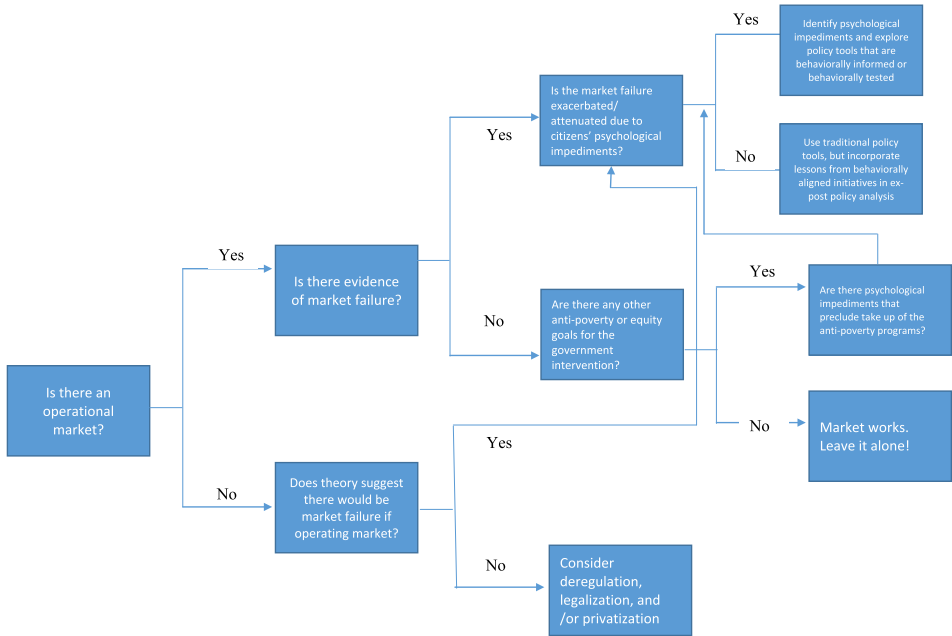 Yes
Identify psychological
impediments and explore
policy tools that are
behaviorally informed or
behaviorally tested
Is the market failure
exacerbated/
attenuated due to
citizens' psychological
impediments?
Yes
No
Use traditional policy
tools, but incorporate
lessons from behaviorally
aligned initiatives in ex-
post policy analysis
Yes
Is there evidence
of market failure?
Yes
Are there psychological
impediments that
preclude take up of the
anti-poverty programs?
No
Are there any other
anti-poverty or equity
goals for the
government
intervention?
Is there an
operational
market?
No
Market works.
Leave it alone!
Yes
No
Does theory suggest
there would be
market failure if
operating market?
No
Consider
deregulation,
legalization, and
/or privatization